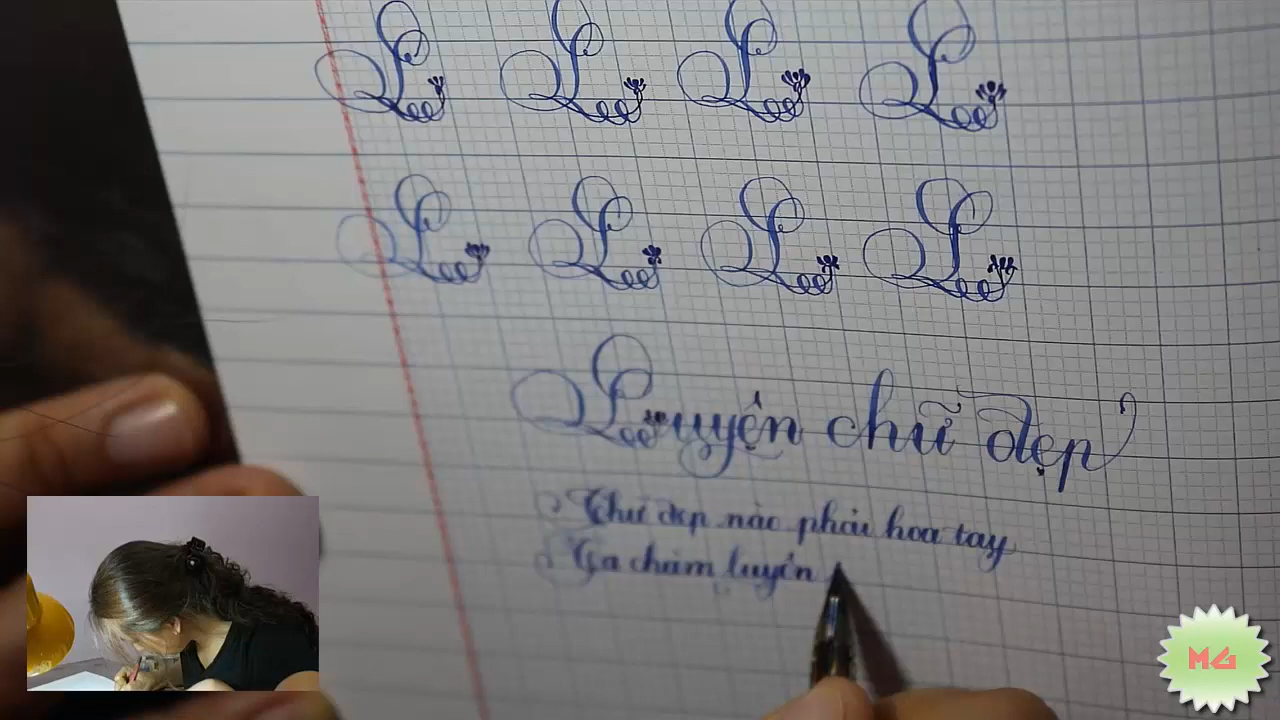 L L L L
L L L L
Luyện chữ đẹp
Chữ đẹp nào phải hoa tay
Ta chăm luyện
MG